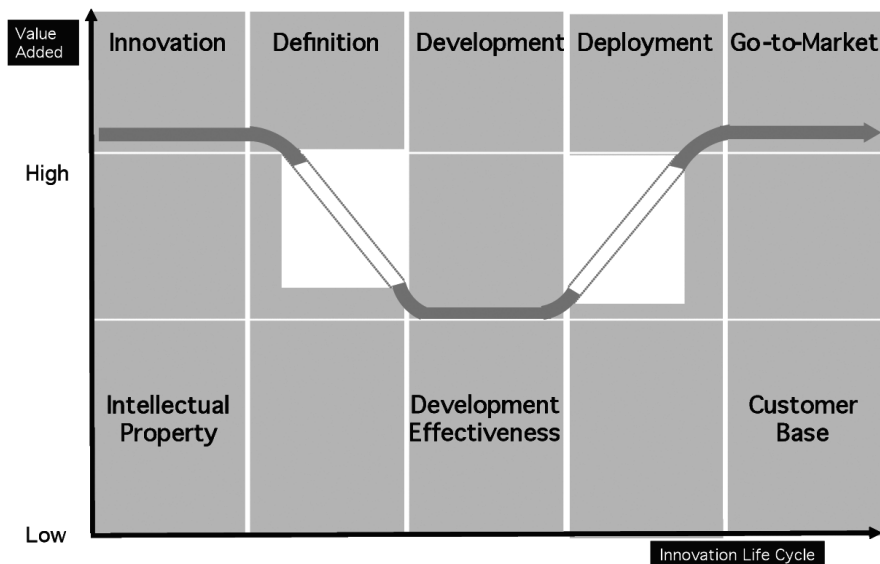 Value
Added
Innovation
Definition
Development
Deployment
Go-to-Market
High
Intellectual
Property
Development
Effectiveness
Customer
Base
Low
Innovation Life Cycle